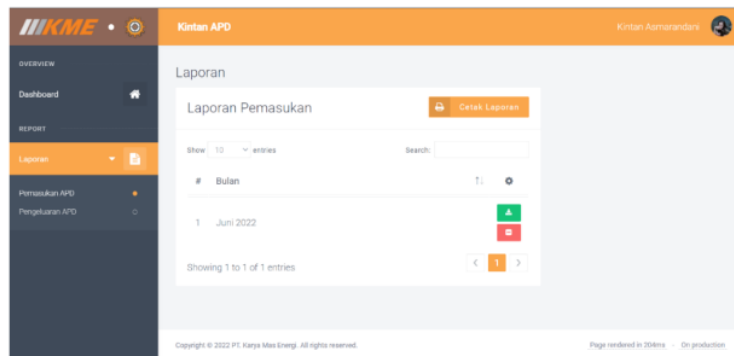 KME
Kintan APD
Kintan Asmarandani
OVERVIEW
Dashboard
REPORT
Laporan
Pemasukan APD
Pengeluaran APD
Laporan
Laporan Pemasukan
Cetak Laporan
Show 10 entries
Search:
# Bulan
1 Juni 2022
Showing 1 to 1 of 1 entries
< 1 >
Copyright © 2022 PT. Karya Mas Energi. All rights reserved.
Page rendered in 204ms - On production